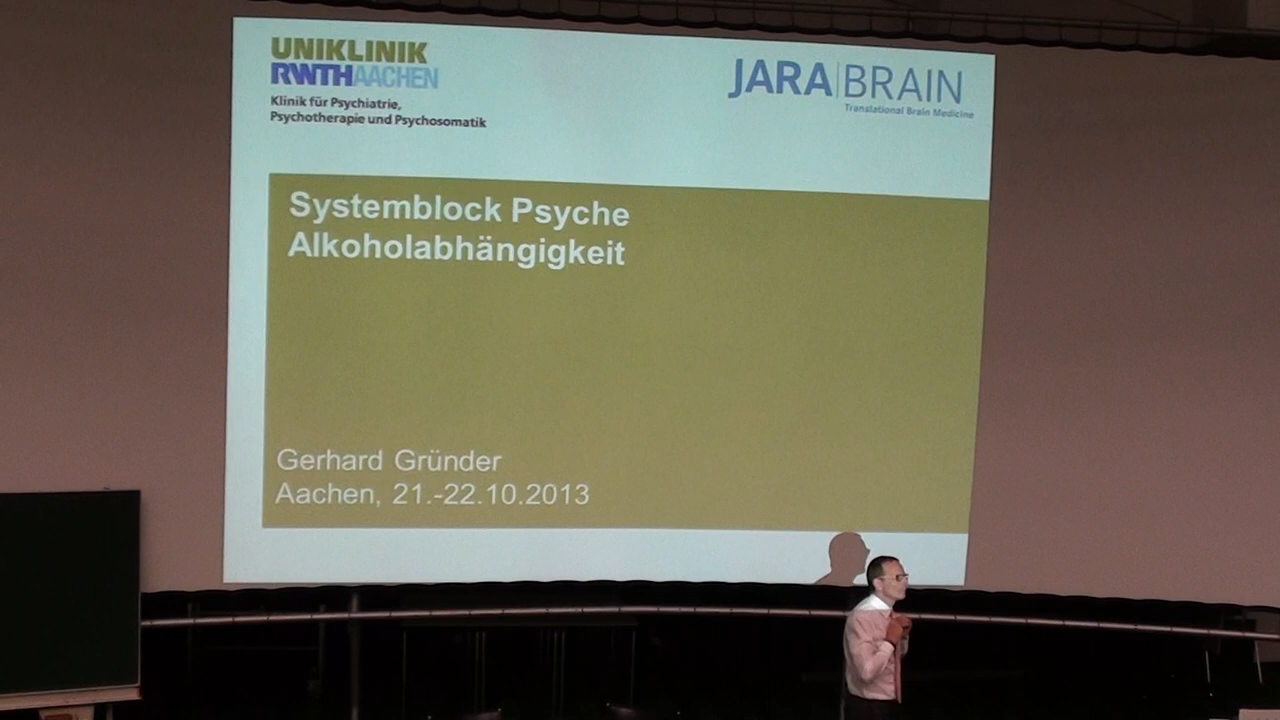 UNIKLINIK
RWTHAACHEN
Klinik für Psychiatrie,
Psychotherapie und Psychosomatik
JARA|BRAIN
Translational Brain Medicine
Systemblock Psyche
Alkoholabhängigkeit
Gerhard Gründer
Aachen, 21.-22.10.2013